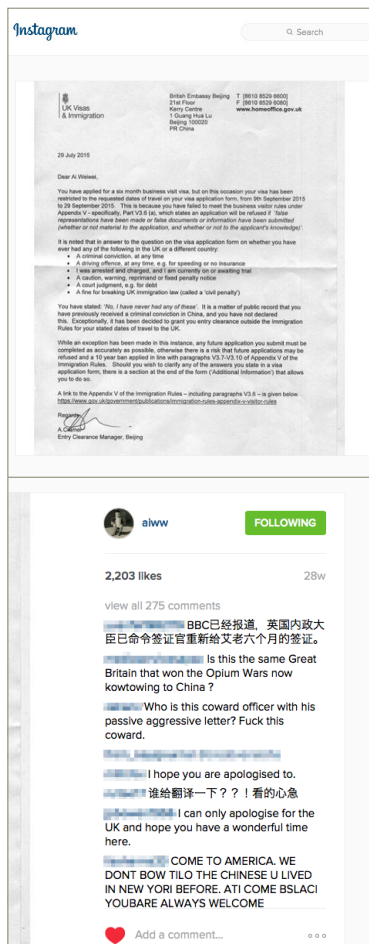 Instagram
Search
UK Visas
& Immigration
British Embassy Beijing T [8610 8529 6600]
21st Floor F [8610 8529 6080]
Kerry Centre www.homeoffice.gov.uk
1 Guang Hua Lu
Beijing 100020
PR China
29 July 2015
Dear Ai Weiwei,
You have applied for a six month business visit visa, but on this occasion your visa has been
restricted to the requested dates of travel on your visa application form, from 9th September 2015
to 29 September 2015. This is because you have failed to meet the business visitor rules under
Appendix V - specifically, Part V3.6 (a), which states an application will be refused if 'false
representations have been made or false documents or information have been submitted
(whether or not material to the application, and whether or not to the applicant's knowledge)'.
It is noted that in answer to the question on the visa application form on whether you have
ever had any of the following in the UK or a different country:
• A criminal conviction, at any time
• A driving offence, at any time, e.g. for speeding or no insurance
• I was arrested and charged, and I am currently on or awaiting trial
• A caution, warning, reprimand or fixed penalty notice
• A court judgment, e.g. for debt
• A fine for breaking UK immigration law (called a 'civil penalty')
You have stated: 'No, I have never had any of these'. It is a matter of public record that you
have previously received a criminal conviction in China, and you have not declared
this. Exceptionally, it has been decided to grant you entry clearance outside the Immigration
Rules for your stated dates of travel to the UK.
While an exception has been made in this instance, any future application you submit must be
completed as accurately as possible, otherwise there is a risk that future applications may be
refused and a 10 year ban applied in line with paragraphs V3.7-V3.10 of Appendix V of the
Immigration Rules. Should you wish to clarify any of the answers you state in a visa
application form, there is a section at the end of the form ('Additional Information') that allows
you to do so.
A link to the Appendix V of the Immigration Rules – including paragraphs V3.6 – is given below
https://www.gov.uk/government/publications/immigration-rules-appendix-v-visitor-rules
Regards,
Entry Clearance Manager, Beijing
aiww
FOLLOWING
2,203 likes 28w
view all 275 comments
BBC已经报道，英国内政大
臣已命令签证官重新给艾老六个月的签证。
Is this the same Great
Britain that won the Opium Wars now
kowtowing to China ?
Who is this coward officer with his
passive aggressive letter? Fuck this
coward.
I hope you are apologised to.
谁给翻译一下？？！看的心急
I can only apologise for the
UK and hope you have a wonderful time
here.
COME TO AMERICA. WE
DONT BOW TILO THE CHINESE U LIVED
IN NEW YORI BEFORE. ATI COME BSLACI
YOUBARE ALWAYS WELCOME
Add a comment...